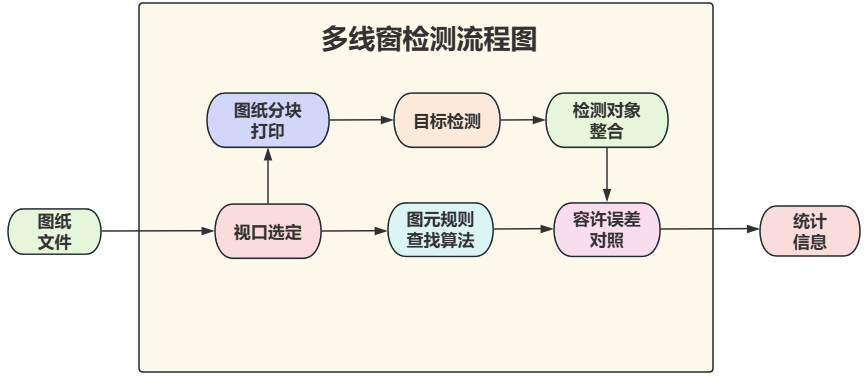 多线窗检测流程图
图纸分块
打印
目标检测
检测对象
整合
图纸
文件
视口选定
图元规则
查找算法
容许误差
对照
统计
信息